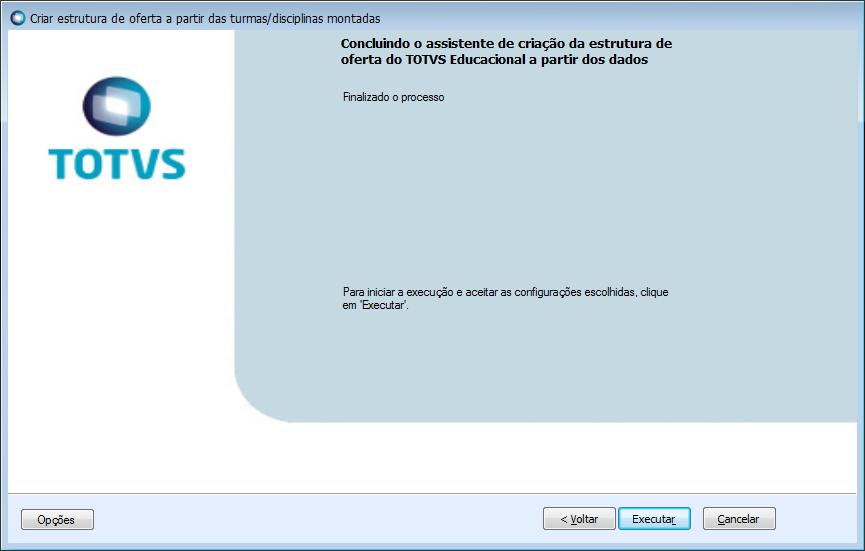 Criar estrutura de oferta a partir das turmas/disciplinas montadas
Concluindo o assistente de criação da estrutura de
oferta do TOTVS Educacional a partir dos dados
Finalizado o processo
TOTVS
Para iniciar a execução e aceitar as configurações escolhidas, clique
em 'Executar'.
Opções
< Voltar
Executar
Cancelar